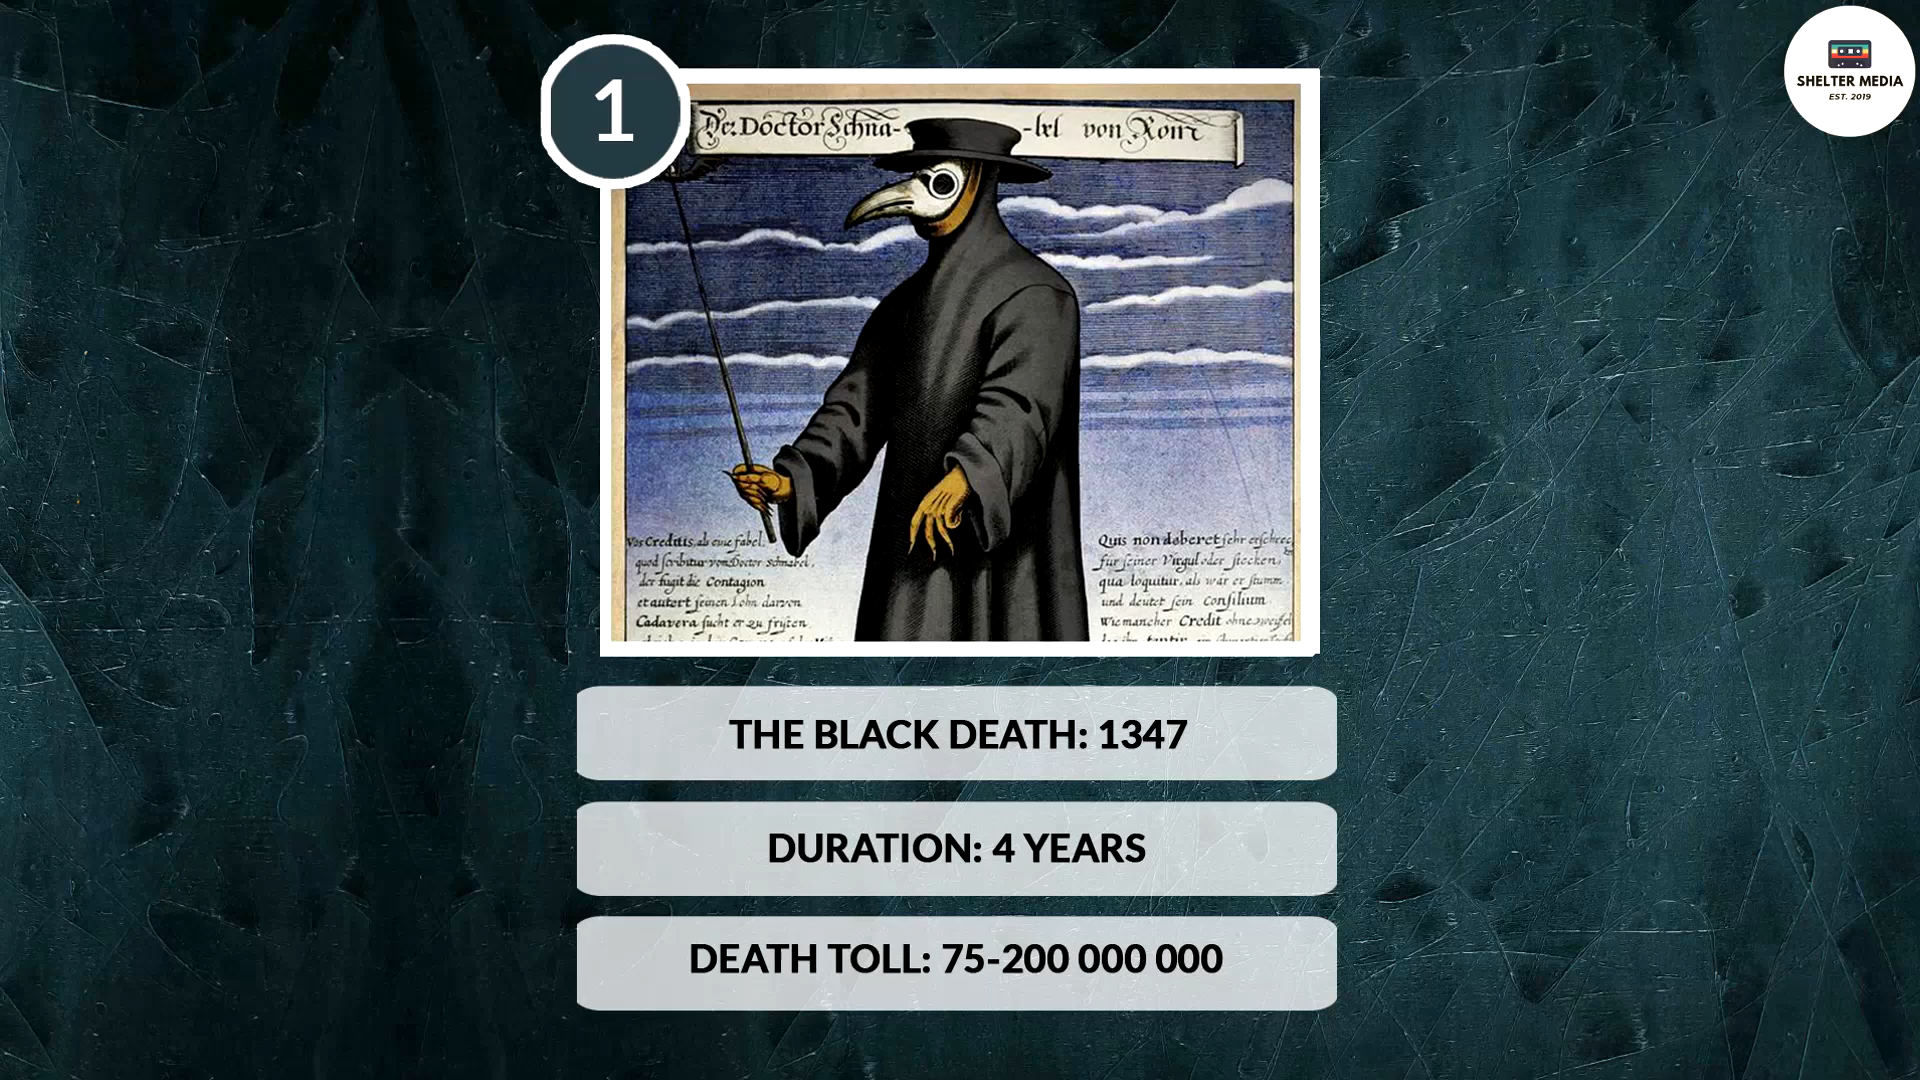 1
SHELTER MEDIA
EST. 2019
Der Doctor Schna- -bel von Rom
Vos Creditis, als eine fabel,
quod scribitur vom Doctor Schnabel,
der fugit die Contagion
et aufert seinen Lohn darvon
Cadavera sucht er zu fristen
Quis non deberet sehr erschrec
für seiner Virgul oder stecken,
qua loquitur, als wär er stumm,
und deutet sein Consilium
Wie mancher Credit ohne zweifel
THE BLACK DEATH: 1347
DURATION: 4 YEARS
DEATH TOLL: 75-200 000 000